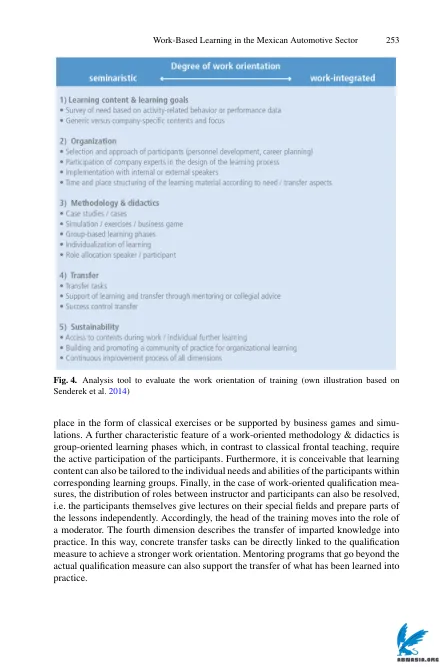 Work-Based Learning in the Mexican Automotive Sector 253
Degree of work orientation
seminaristic work-integrated
1) Learning content & learning goals
• Survey of need based on activity-related behavior or performance data
• Generic versus company-specific contents and focus
2) Organization
• Selection and approach of participants (personnel development, career planning)
• Participation of company experts in the design of the learning process
• Implementation with internal or external speakers
• Time and place structuring of the learning material according to need / transfer aspects
3) Methodology & didactics
• Case studies / cases
• Simulation / exercises / business game
• Group-based learning phases
• Individualization of learning
• Role allocation speaker / participant
4) Transfer
• Transfer tasks
• Support of learning and transfer through mentoring or collegial advice
• Success control transfer
5) Sustainability
• Access to contents during work / individual further learning
• Building and promoting a community of practice for organizational learning
• Continuous improvement process of all dimensions
Fig. 4. Analysis tool to evaluate the work orientation of training (own illustration based on
Senderek et al. 2014)
place in the form of classical exercises or be supported by business games and simu-
lations. A further characteristic feature of a work-oriented methodology & didactics is
group-oriented learning phases which, in contrast to classical frontal teaching, require
the active participation of the participants. Furthermore, it is conceivable that learning
content can also be tailored to the individual needs and abilities of the participants within
corresponding learning groups. Finally, in the case of work-oriented qualification mea-
sures, the distribution of roles between instructor and participants can also be resolved,
i.e. the participants themselves give lectures on their special fields and prepare parts of
the lessons independently. Accordingly, the head of the training moves into the role of
a moderator. The fourth dimension describes the transfer of imparted knowledge into
practice. In this way, concrete transfer tasks can be directly linked to the qualification
measure to achieve a stronger work orientation. Mentoring programs that go beyond the
actual qualification measure can also support the transfer of what has been learned into
practice.